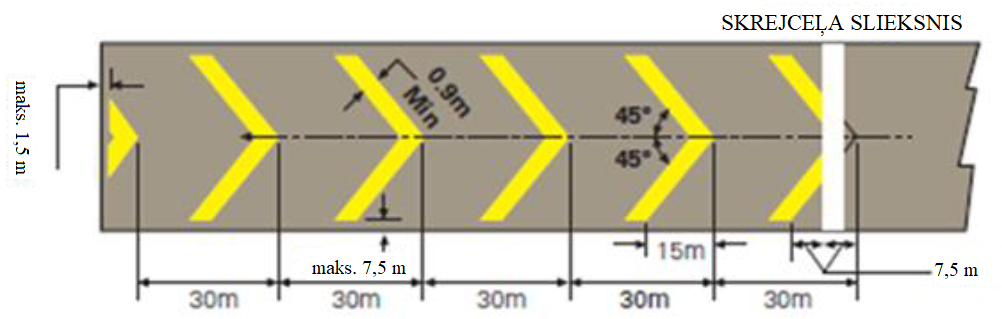 SKREJCEĻA SLIEKSNIS
maks. 1,5 m
0.9m
Min
45°
45°
15m
maks. 7,5 m
7,5 m
30m
30m
30m
30m
30m